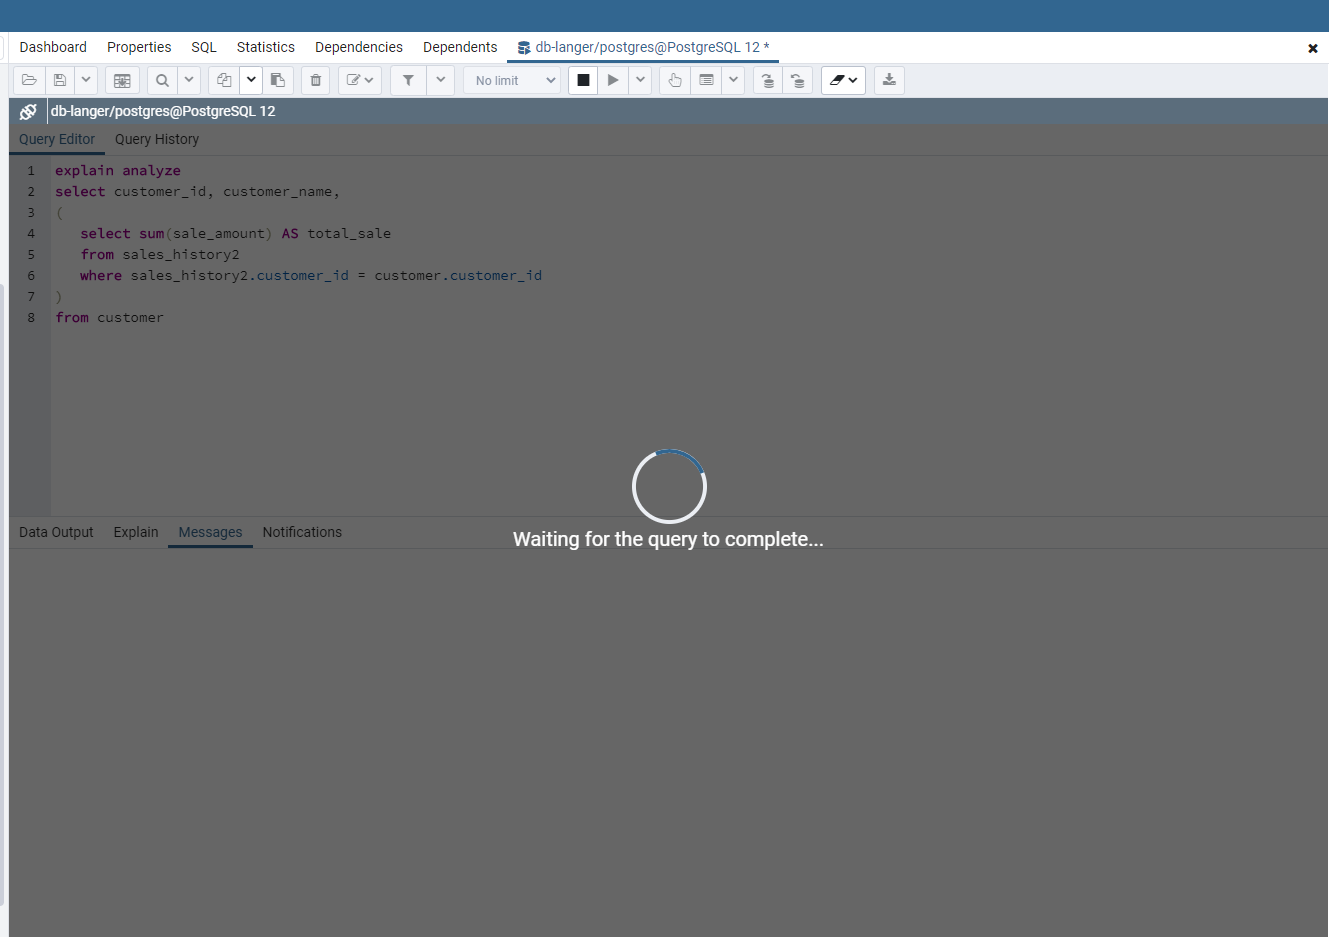 Dashboard Properties SQL Statistics Dependencies Dependents db-langer/postgres@PostgreSQL 12 *
No limit
db-langer/postgres@PostgreSQL 12
Query Editor Query History
1 explain analyze
2 select customer_id, customer_name,
3 (
4 select sum(sale_amount) AS total_sale
5 from sales_history2
6 where sales_history2.customer_id = customer.customer_id
7 )
8 from customer
Data Output Explain Messages Notifications
Waiting for the query to complete...